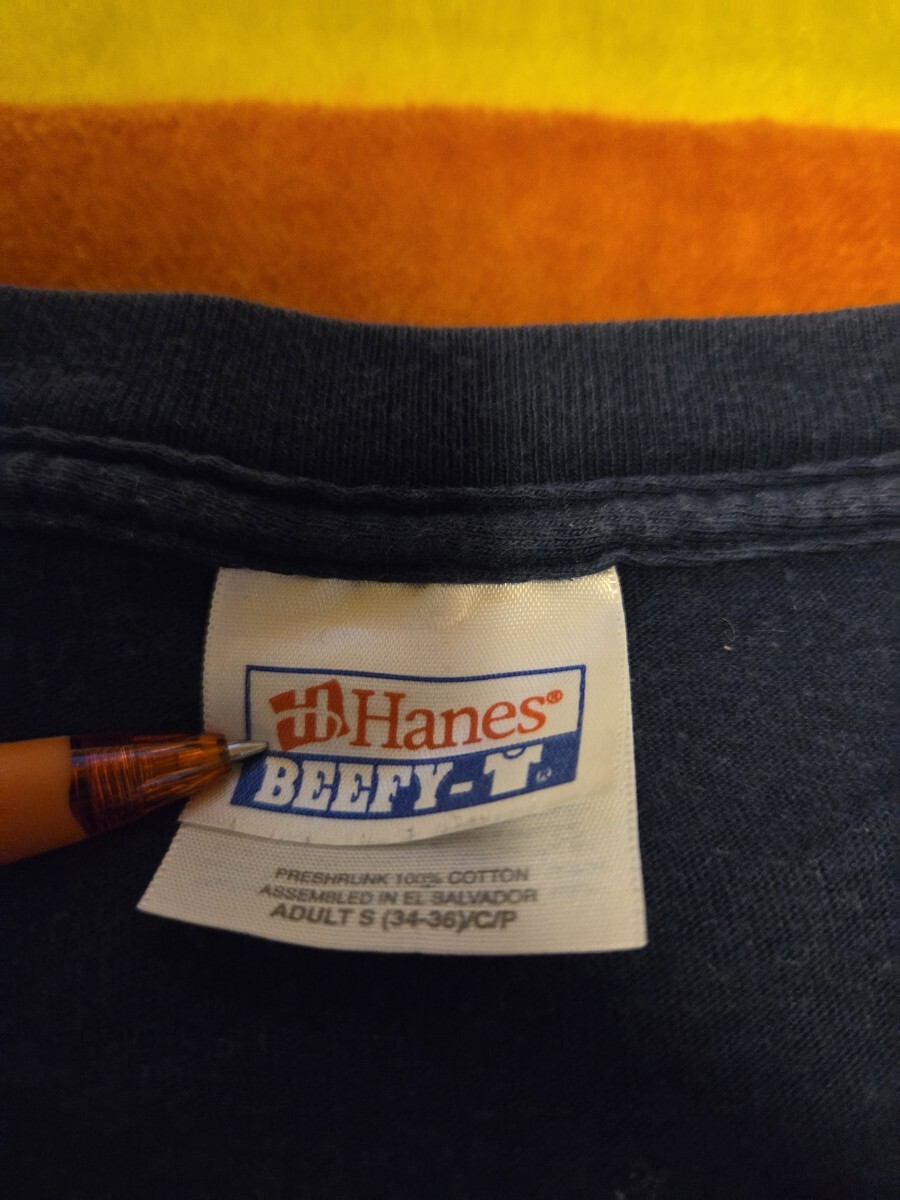 Hanes®
BEEFY-T®
PRESHRUNK 100% COTTON
ASSEMBLED IN EL SALVADOR
ADULT S (34-36)/C/P